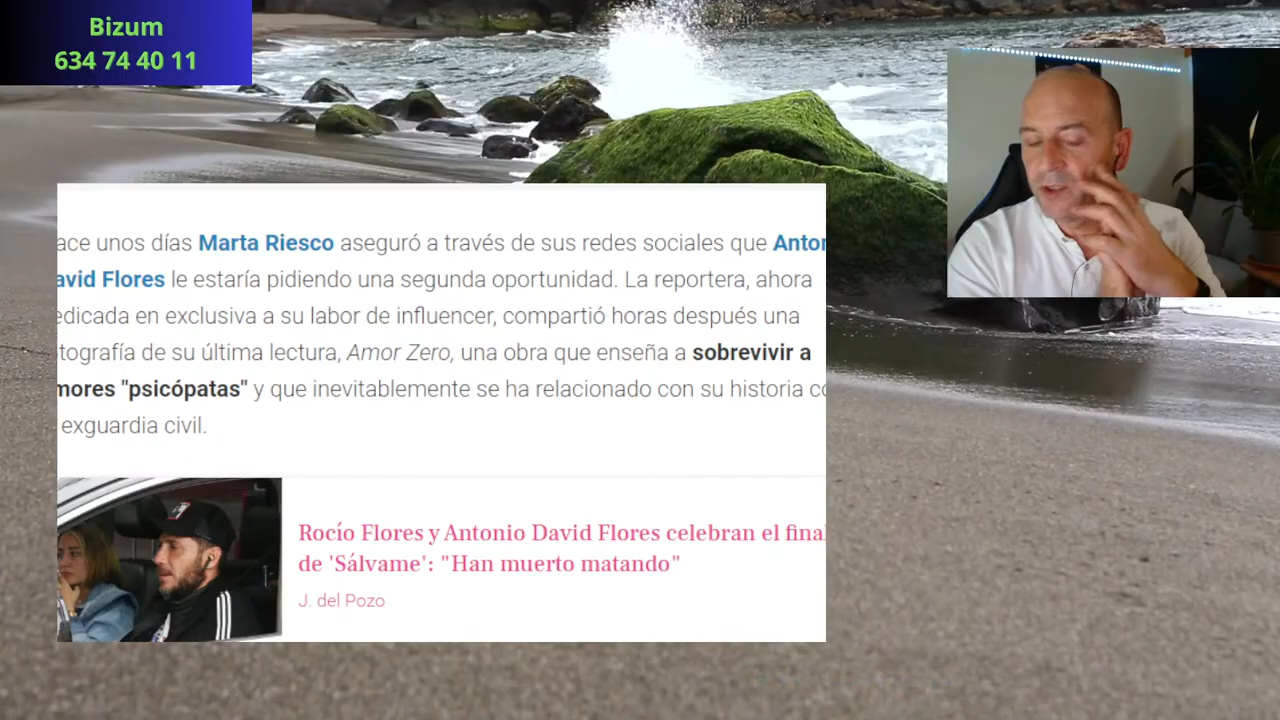 Bizum
634 74 40 11
ace unos días Marta Riesco aseguró a través de sus redes sociales que Anton
avid Flores le estaría pidiendo una segunda oportunidad. La reportera, ahora
edicada en exclusiva a su labor de influencer, compartió horas después una
tografía de su última lectura, Amor Zero, una obra que enseña a sobrevivir a
mores "psicópatas" y que inevitablemente se ha relacionado con su historia co
exguardia civil.
Rocío Flores y Antonio David Flores celebran el final
de 'Sálvame': "Han muerto matando"
J. del Pozo